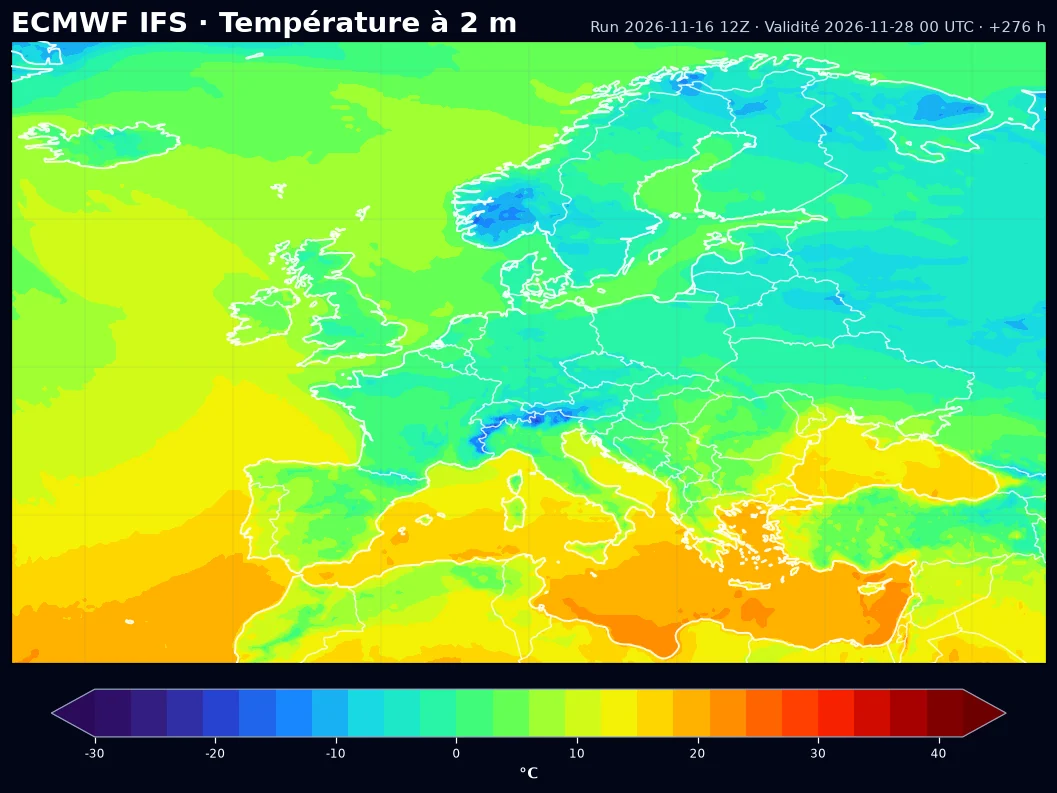 ECMWF IFS · Température à 2 m
Run 2026-11-16 12Z · Validité 2026-11-28 00 UTC · +276 h
-30 -20 -10 0 10 20 30 40
°C